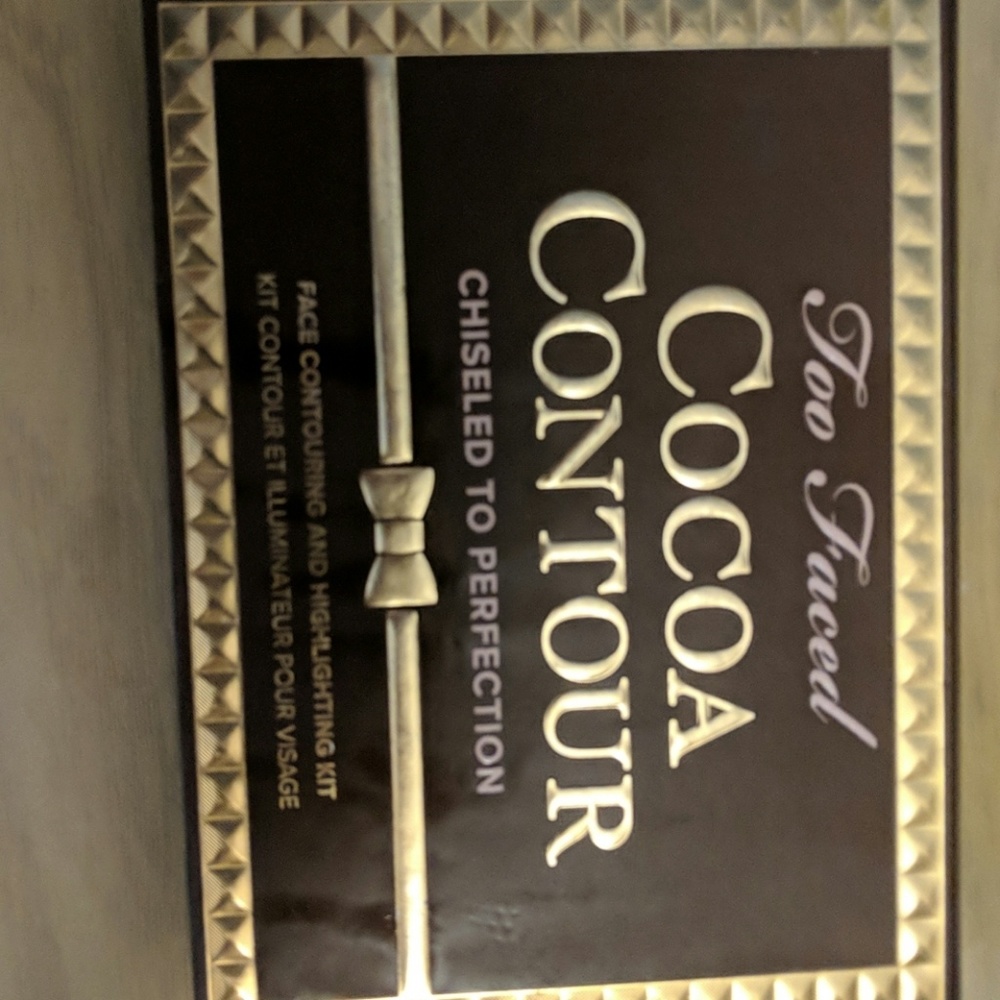 Too Faced
COCOA
CONTOUR
CHISELED TO PERFECTION
FACE CONTOURING AND HIGHLIGHTING KIT
KIT CONTOUR ET ILLUMINATEUR POUR VISAGE